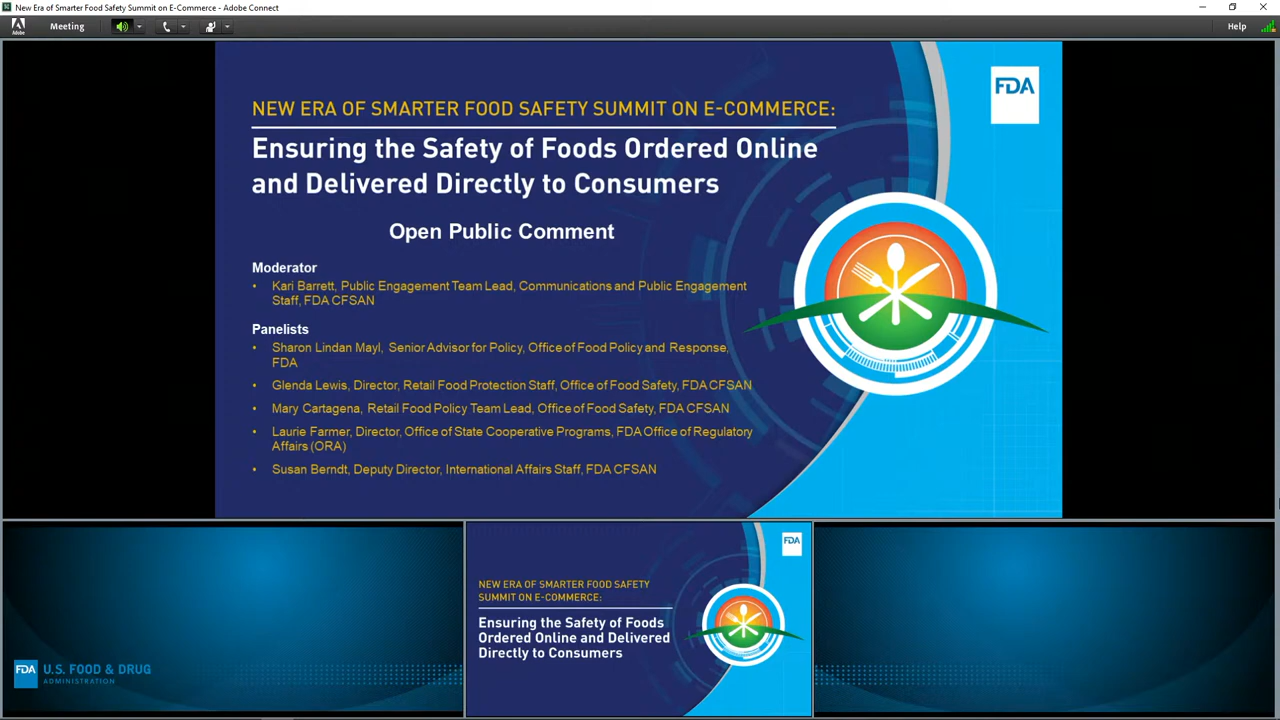 New Era of Smarter Food Safety Summit on E-Commerce - Adobe Connect
Adobe
Meeting
Help
NEW ERA OF SMARTER FOOD SAFETY SUMMIT ON E-COMMERCE:
FDA
Ensuring the Safety of Foods Ordered Online
and Delivered Directly to Consumers
Open Public Comment
Moderator
• Kari Barrett, Public Engagement Team Lead, Communications and Public Engagement
Staff, FDA CFSAN
Panelists
• Sharon Lindan Mayl, Senior Advisor for Policy, Office of Food Policy and Response,
FDA
• Glenda Lewis, Director, Retail Food Protection Staff, Office of Food Safety, FDA CFSAN
• Mary Cartagena, Retail Food Policy Team Lead, Office of Food Safety, FDA CFSAN
• Laurie Farmer, Director, Office of State Cooperative Programs, FDA Office of Regulatory
Affairs (ORA)
• Susan Berndt, Deputy Director, International Affairs Staff, FDA CFSAN
FDA U.S. FOOD & DRUG
ADMINISTRATION
FDA
NEW ERA OF SMARTER FOOD SAFETY
SUMMIT ON E-COMMERCE:
Ensuring the Safety of Foods
Ordered Online and Delivered
Directly to Consumers